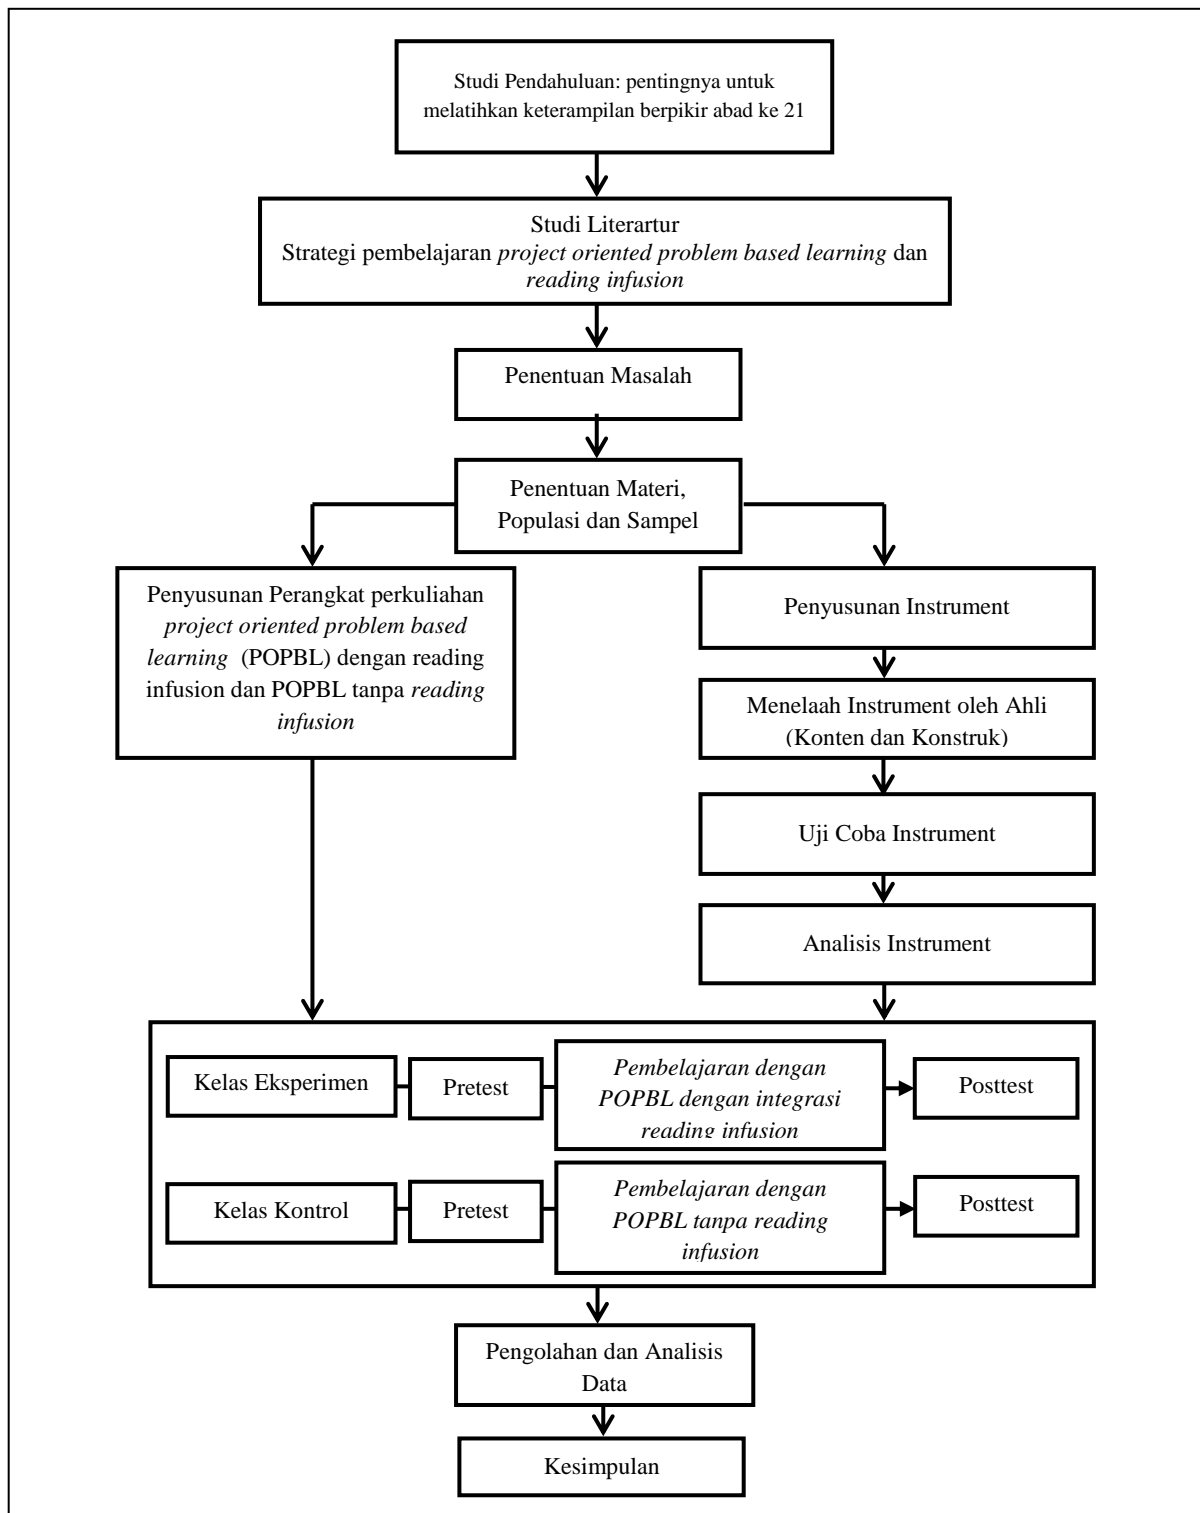 Studi Pendahuluan: pentingnya untuk
melatihkan keterampilan berpikir abad ke 21
Studi Literartur
Strategi pembelajaran project oriented problem based learning dan
reading infusion
Penentuan Masalah
Penentuan Materi,
Populasi dan Sampel
Penyusunan Perangkat perkuliahan
project oriented problem based
learning (POPBL) dengan reading
infusion dan POPBL tanpa reading
infusion
Penyusunan Instrument
Menelaah Instrument oleh Ahli
(Konten dan Konstruk)
Uji Coba Instrument
Analisis Instrument
Kelas Eksperimen
Pretest
Pembelajaran dengan
POPBL dengan integrasi
reading infusion
Posttest
Kelas Kontrol
Pretest
Pembelajaran dengan
POPBL tanpa reading
infusion
Posttest
Pengolahan dan Analisis
Data
Kesimpulan